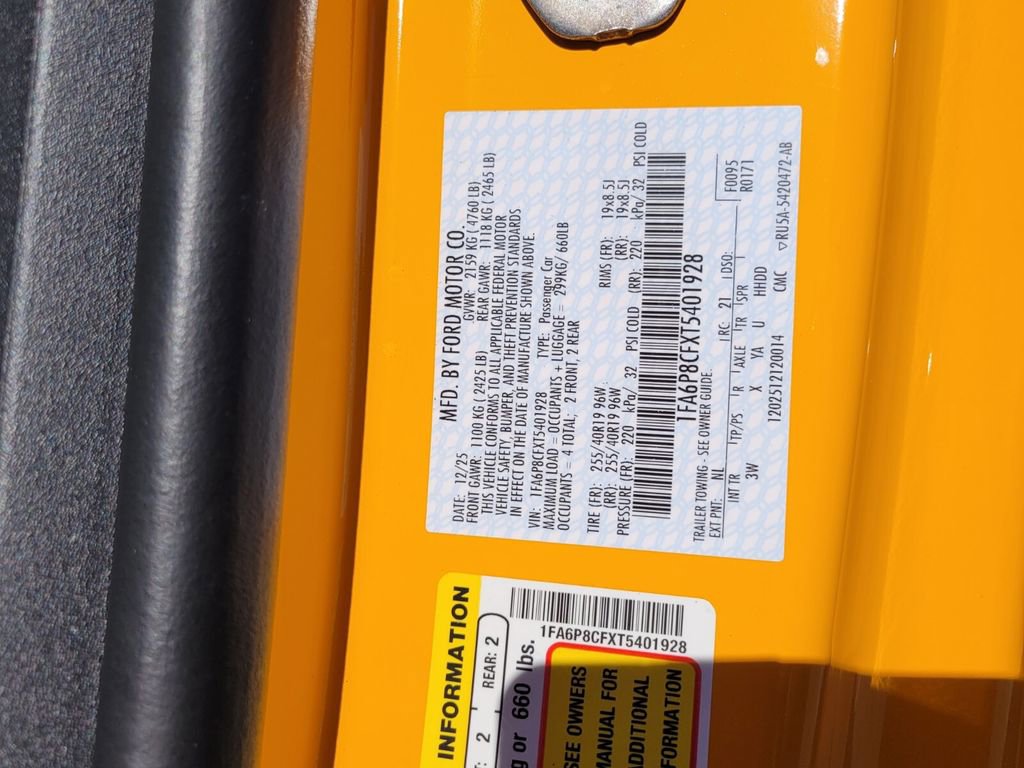 MFD. BY FORD MOTOR CO.
DATE: 12/25 GVWR: 2159 KG ( 4760 LB)
FRONT GAWR: 1100 KG ( 2425 LB) REAR GAWR: 1118 KG ( 2465 LB)
THIS VEHICLE CONFORMS TO ALL APPLICABLE FEDERAL MOTOR
VEHICLE SAFETY, BUMPER, AND THEFT PREVENTION STANDARDS
IN EFFECT ON THE DATE OF MANUFACTURE SHOWN ABOVE.
VIN: 1FA6P8CFXT5401928 TYPE: Passenger Car
MAXIMUM LOAD = OCCUPANTS + LUGGAGE = 299KG/ 660LB
OCCUPANTS = 4 TOTAL; 2 FRONT, 2 REAR
TIRE (FR): 255/40R19 96W RIMS (FR): 19x8.5J
(RR): 255/40R19 96W (RR): 19x8.5J
PRESSURE (FR): 220 kPa/ 32 PSI COLD (RR): 220 kPa/ 32 PSI COLD
1FA6P8CFXT5401928
TRAILER TOWING - SEE OWNER GUIDE.
EXT PNT: NL RC: 21 DSO: F0095
INT TR TP/PS R AXLE TR SPR R0171
3W X YA U HHDD
1202512120014 CMC ▽RU5A-5420472-AB
INFORMATION
2 REAR: 2
or 660 lbs.
1FA6P8CFXT5401928
SEE OWNERS
MANUAL FOR
ADDITIONAL